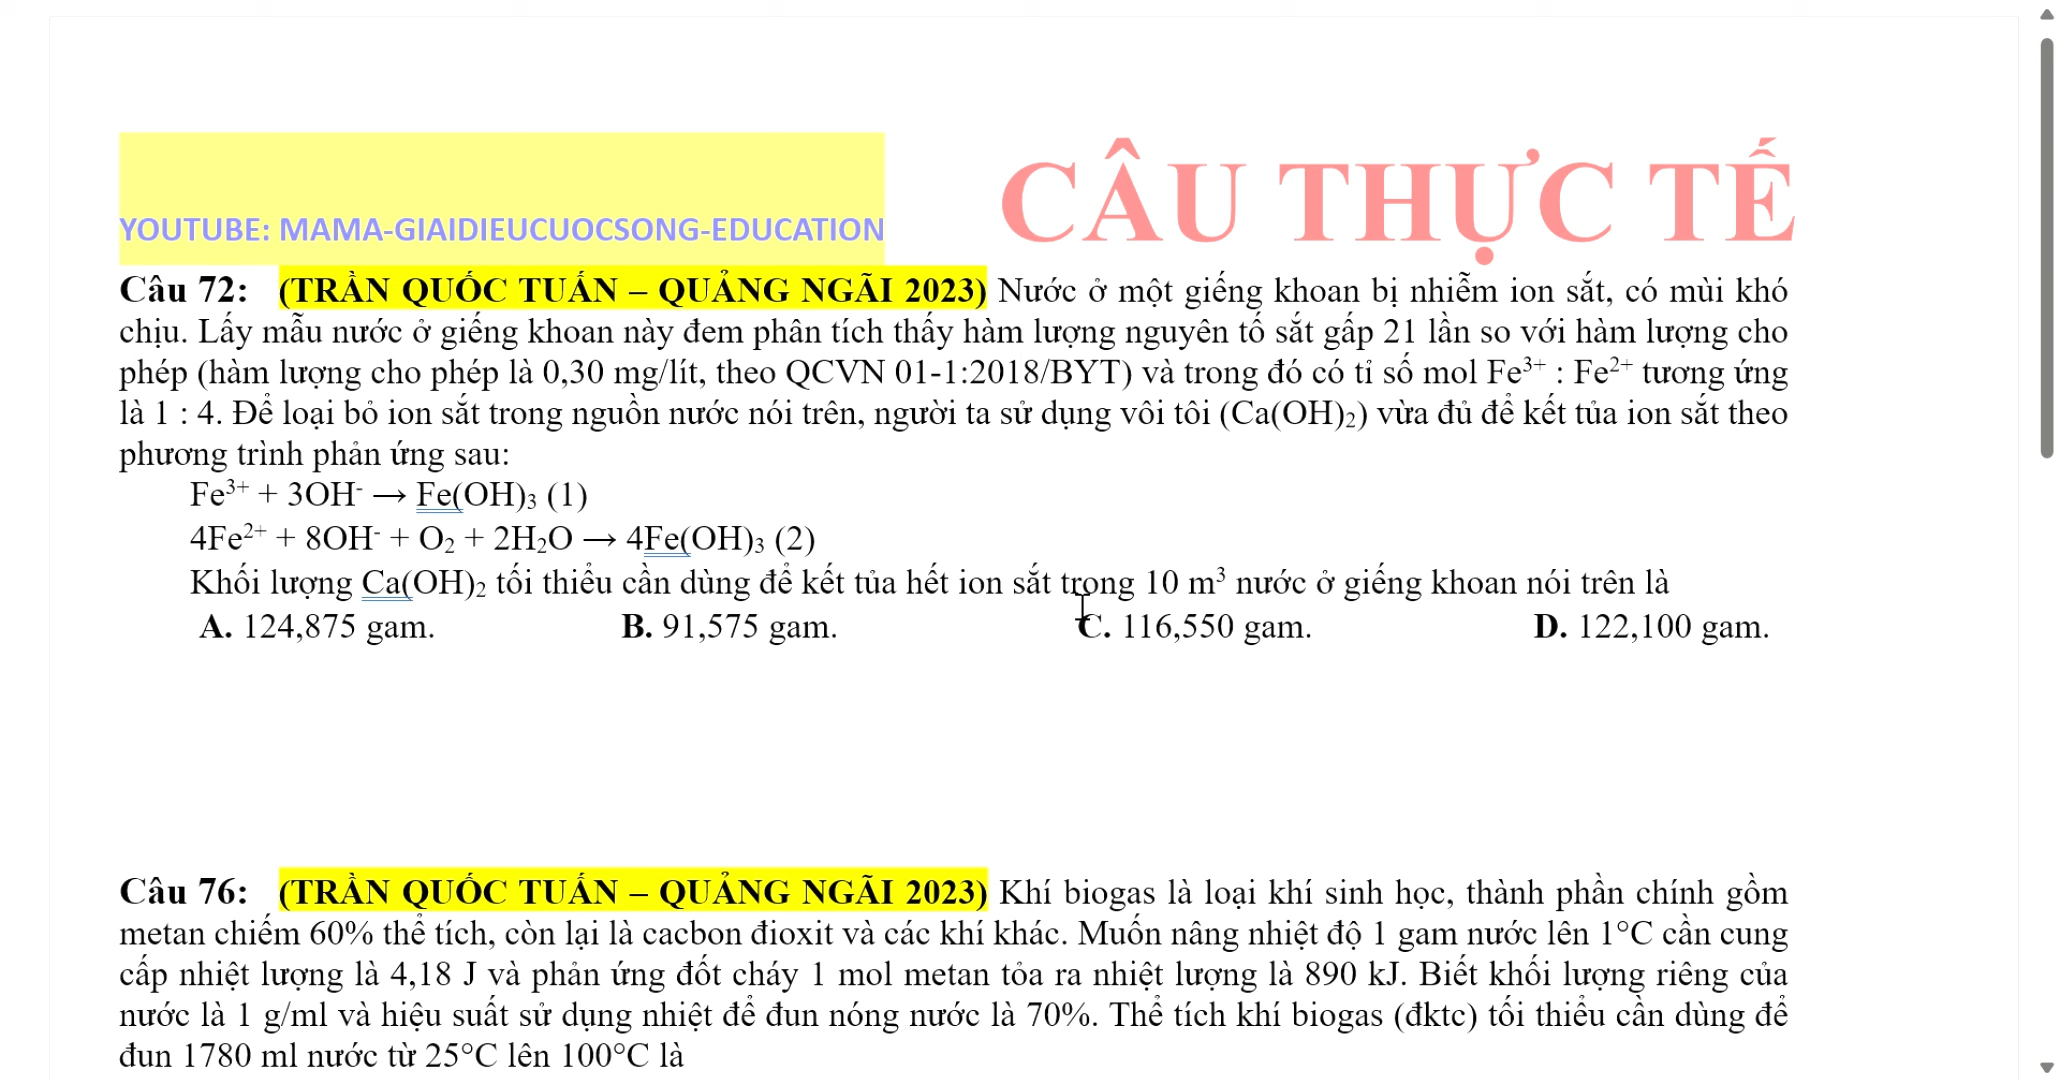 YOUTUBE: MAMA-GIAIDIEUCUOCSONG-EDUCATION
CÂU THỰC TẾ
Câu 72: (TRẦN QUỐC TUẤN – QUẢNG NGÃI 2023) Nước ở một giếng khoan bị nhiễm ion sắt, có mùi khó
chịu. Lấy mẫu nước ở giếng khoan này đem phân tích thấy hàm lượng nguyên tố sắt gấp 21 lần so với hàm lượng cho
phép (hàm lượng cho phép là 0,30 mg/lít, theo QCVN 01-1:2018/BYT) và trong đó có tỉ số mol Fe³⁺ : Fe²⁺ tương ứng
là 1 : 4. Để loại bỏ ion sắt trong nguồn nước nói trên, người ta sử dụng vôi tôi (Ca(OH)₂) vừa đủ để kết tủa ion sắt theo
phương trình phản ứng sau:
Fe³⁺ + 3OH⁻ → Fe(OH)₃ (1)
4Fe²⁺ + 8OH⁻ + O₂ + 2H₂O → 4Fe(OH)₃ (2)
Khối lượng Ca(OH)₂ tối thiểu cần dùng để kết tủa hết ion sắt trong 10 m³ nước ở giếng khoan nói trên là
A. 124,875 gam. B. 91,575 gam. C. 116,550 gam. D. 122,100 gam.
Câu 76: (TRẦN QUỐC TUẤN – QUẢNG NGÃI 2023) Khí biogas là loại khí sinh học, thành phần chính gồm
metan chiếm 60% thể tích, còn lại là cacbon đioxit và các khí khác. Muốn nâng nhiệt độ 1 gam nước lên 1°C cần cung
cấp nhiệt lượng là 4,18 J và phản ứng đốt cháy 1 mol metan tỏa ra nhiệt lượng là 890 kJ. Biết khối lượng riêng của
nước là 1 g/ml và hiệu suất sử dụng nhiệt để đun nóng nước là 70%. Thể tích khí biogas (đktc) tối thiểu cần dùng để
đun 1780 ml nước từ 25°C lên 100°C là